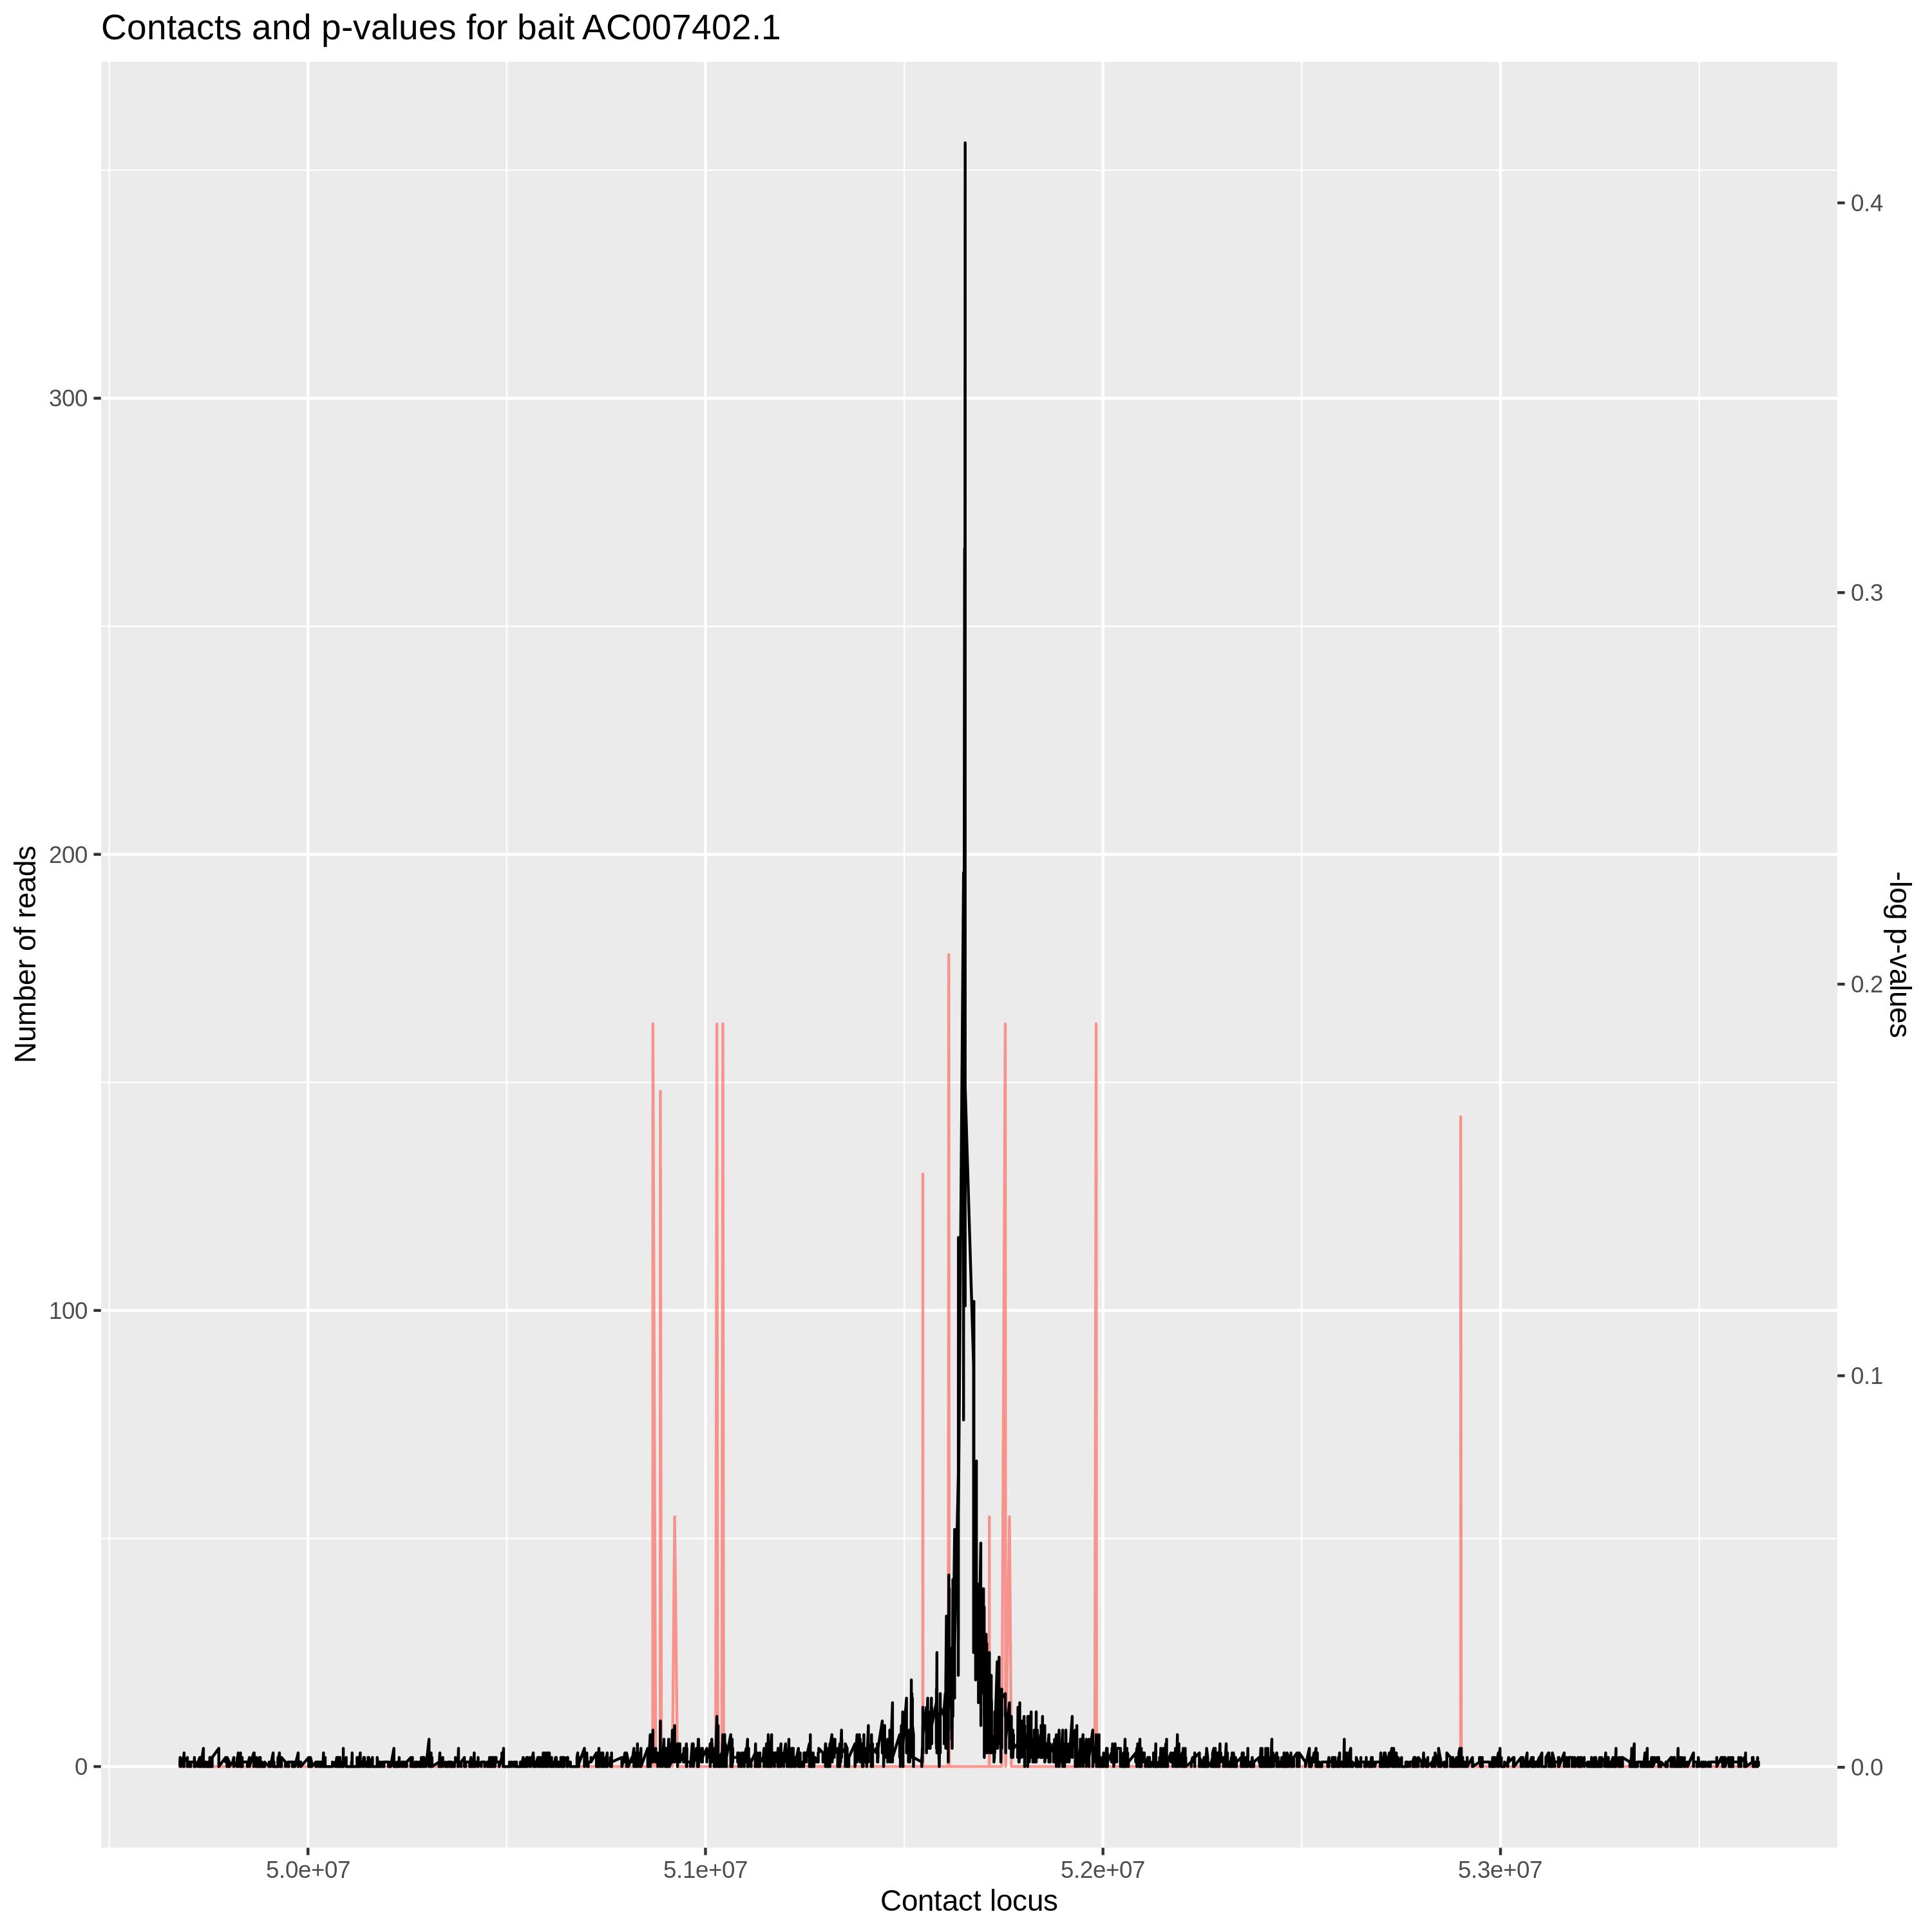 Contacts and p-values for bait AC007402.1
Number of reads
300
200
100
0
0.4
0.3
0.2
0.1
0.0
-log p-values
5.0e+07
5.1e+07
5.2e+07
5.3e+07
Contact locus